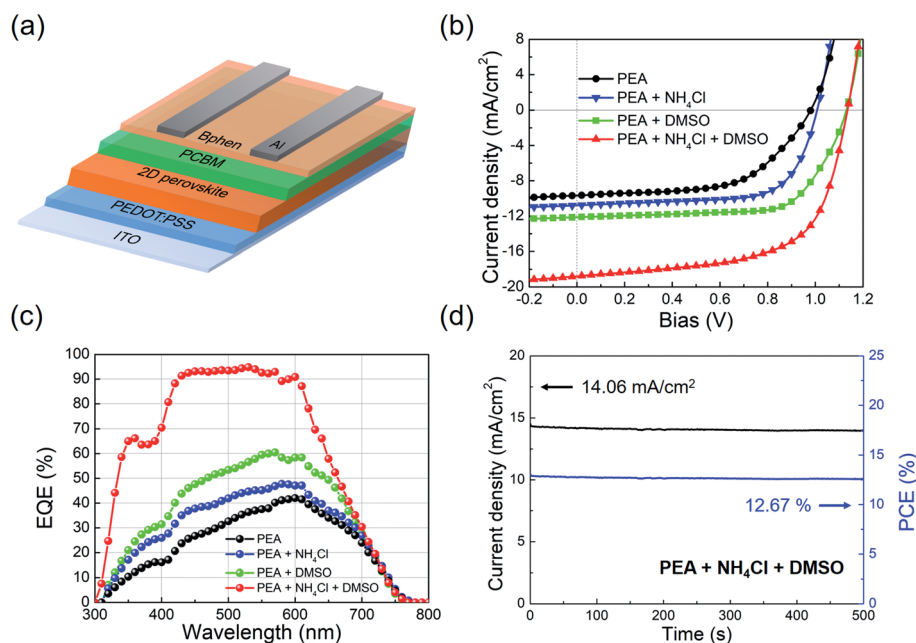 (a)
Bphen
Al
PCBM
2D perovskite
PEDOT:PSS
ITO
(b)
Current density (mA/cm²)
8
4
0
-4
-8
-12
-16
-20
-0.2 0.0 0.2 0.4 0.6 0.8 1.0 1.2
Bias (V)
PEA
PEA + NH₄Cl
PEA + DMSO
PEA + NH₄Cl + DMSO
(c)
EQE (%)
100
90
80
70
60
50
40
30
20
10
0
300 400 500 600 700 800
Wavelength (nm)
PEA
PEA + NH₄Cl
PEA + DMSO
PEA + NH₄Cl + DMSO
(d)
Current density (mA/cm²)
20
15
10
5
0
14.06 mA/cm²
12.67 %
PEA + NH₄Cl + DMSO
0 100 200 300 400 500
Time (s)
25
20
15
10
5
0
PCE (%)